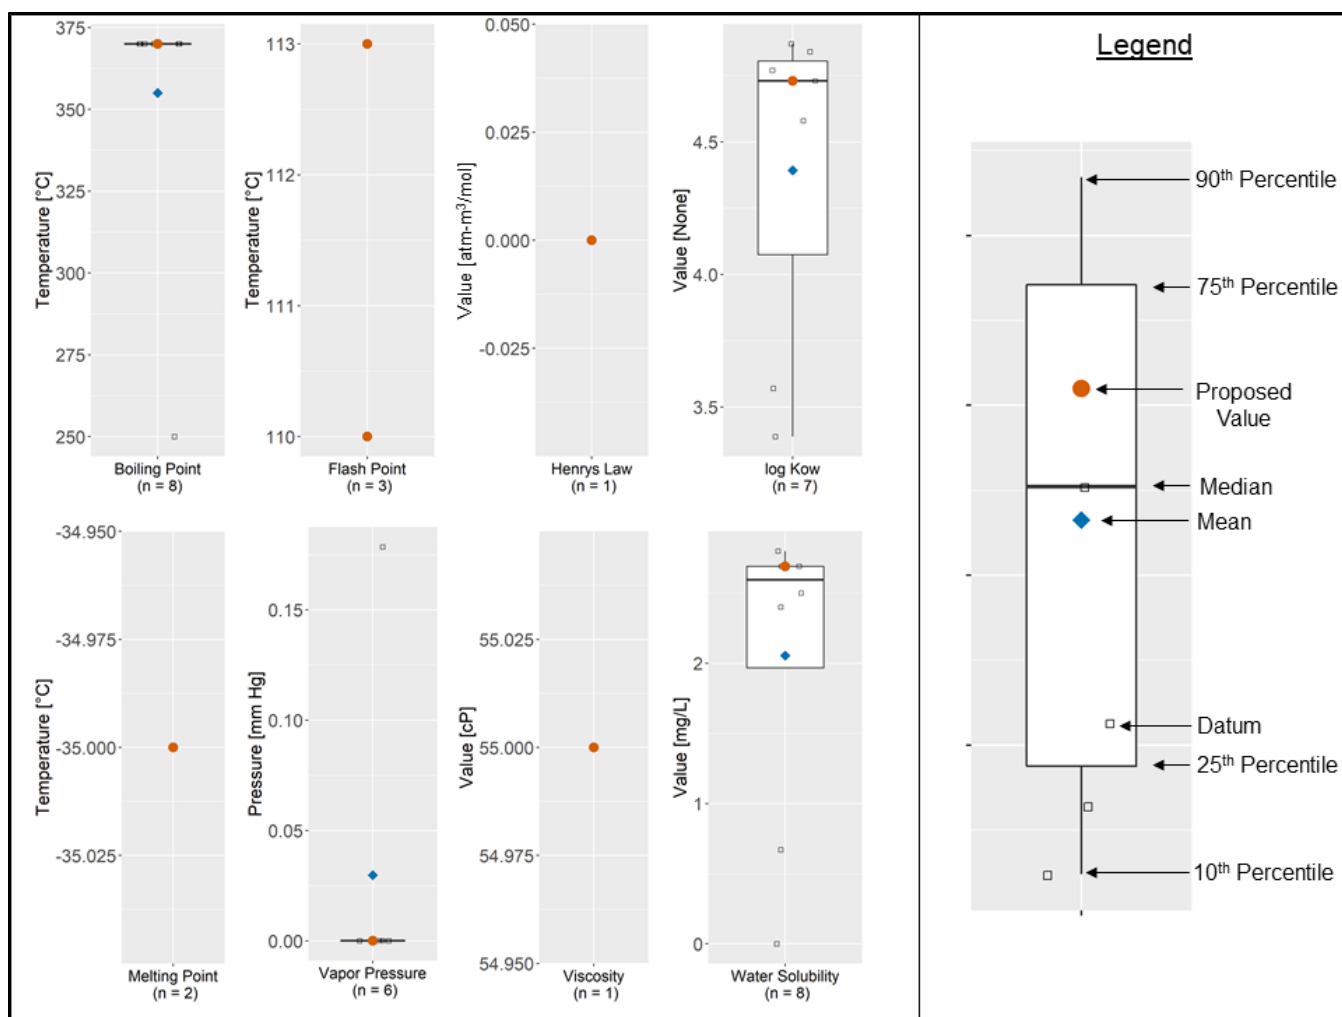 375
350
325
300
275
250
Temperature [°C]
Boiling Point
(n = 8)
113
112
111
110
Temperature [°C]
Flash Point
(n = 3)
0.050
0.025
0.000
-0.025
Value [atm-m³/mol]
Henrys Law
(n = 1)
4.5
4.0
3.5
Value [None]
log Kow
(n = 7)
-34.950
-34.975
-35.000
-35.025
Temperature [°C]
Melting Point
(n = 2)
0.15
0.10
0.05
0.00
Pressure [mm Hg]
Vapor Pressure
(n = 6)
55.025
55.000
54.975
54.950
Value [cP]
Viscosity
(n = 1)
2
1
0
Value [mg/L]
Water Solubility
(n = 8)
Legend
90th Percentile
75th Percentile
Proposed
Value
Median
Mean
Datum
25th Percentile
10th Percentile